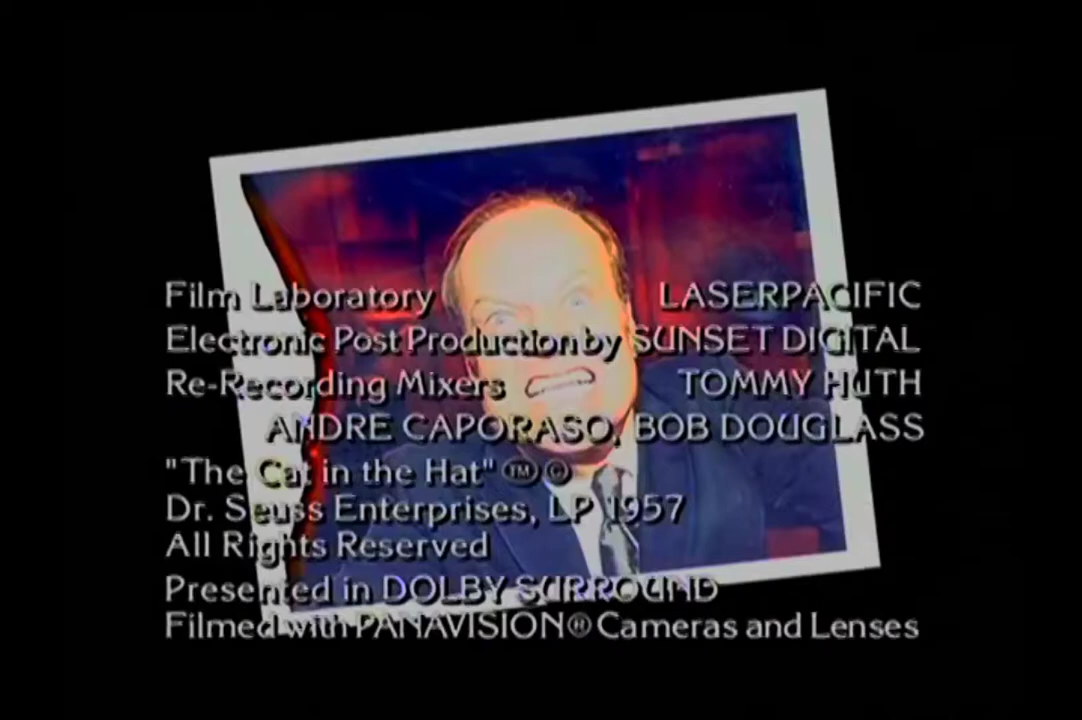 Film Laboratory LASERPACIFIC
Electronic Post Production by SUNSET DIGITAL
Re-Recording Mixers TOMMY HUTH
ANDRE CAPORASO, BOB DOUGLASS
"The Cat in the Hat" ™ ©
Dr. Seuss Enterprises, LP 1957
All Rights Reserved
Presented in DOLBY SURROUND
Filmed with PANAVISION® Cameras and Lenses